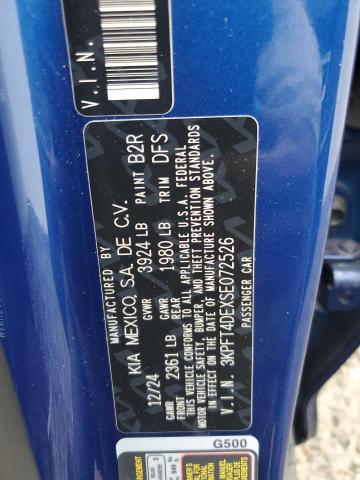 V.I.N.
MANUFACTURED BY
KIA MEXICO, S.A. DE C.V.
12/24 GVWR 3924 LB PAINT B2R
GAWR FRONT 2361 LB GAWR REAR 1980 LB TRIM DFS
THIS VEHICLE CONFORMS TO ALL APPLICABLE U.S.A. FEDERAL
MOTOR VEHICLE SAFETY, BUMPER, AND THEFT PREVENTION
STANDARDS IN EFFECT ON THE DATE OF MANUFACTURE SHOWN ABOVE.
V.I.N. 3KPFT4DEXSE072526
PASSENGER CAR
G500